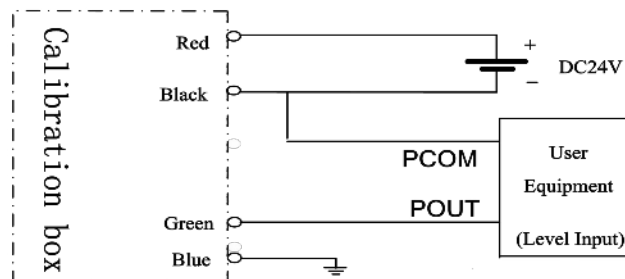 Calibration box
Red
+
DC24V
−
Black
PCOM
User
Equipment
(Level Input)
POUT
Green
Blue